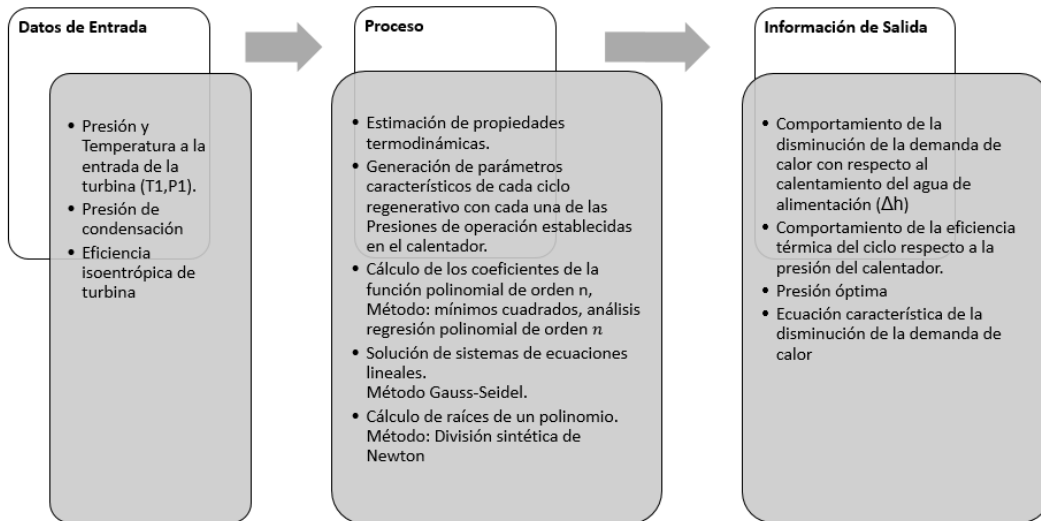 Datos de Entrada
• Presión y
Temperatura a la
entrada de la
turbina (T1,P1).
• Presión de
condensación
• Eficiencia
isoentrópica de
turbina
Proceso
• Estimación de propiedades
termodinámicas.
• Generación de parámetros
característicos de cada ciclo
regenerativo con cada una de las
Presiones de operación establecidas
en el calentador.
• Cálculo de los coeficientes de la
función polinomial de orden n,
Método: mínimos cuadrados, análisis
regresión polinomial de orden n
• Solución de sistemas de ecuaciones
lineales.
Método Gauss-Seidel.
• Cálculo de raíces de un polinomio.
Método: División sintética de
Newton
Información de Salida
• Comportamiento de la
disminución de la demanda de
calor con respecto al
calentamiento del agua de
alimentación (Δh)
• Comportamiento de la eficiencia
térmica del ciclo respecto a la
presión del calentador.
• Presión óptima
• Ecuación característica de la
disminución de la demanda de
calor